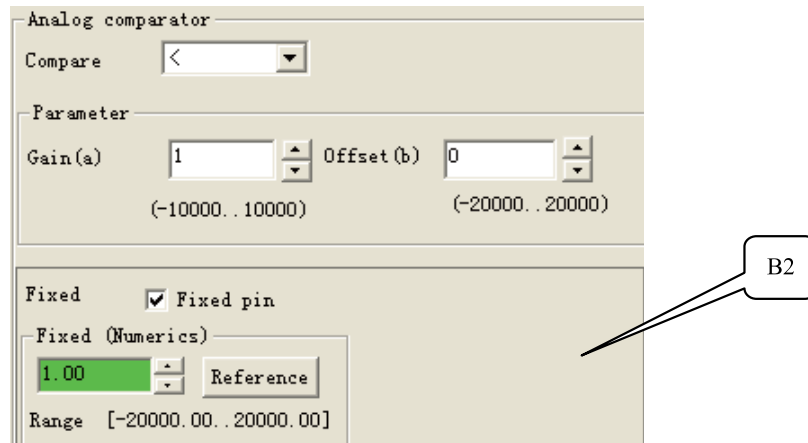 Analog comparator
Compare <
Parameter
Gain(a) 1 Offset(b) 0
(-10000..10000) (-20000..20000)
B2
Fixed Fixed pin
Fixed (Numerics)
1.00 Reference
Range [-20000.00..20000.00]